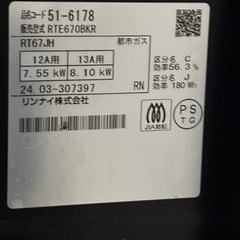 品名コード 51-6178
販売型式 RTE670BKR
RT67JH 都市ガス
12A用 13A用
7.55 kW 8.10 kW
区分名 C
効率56.3 %
区分名 J
効率 180 Wh
24.03-307397 RN
リンナイ株式会社
JIA認証
PS
TG